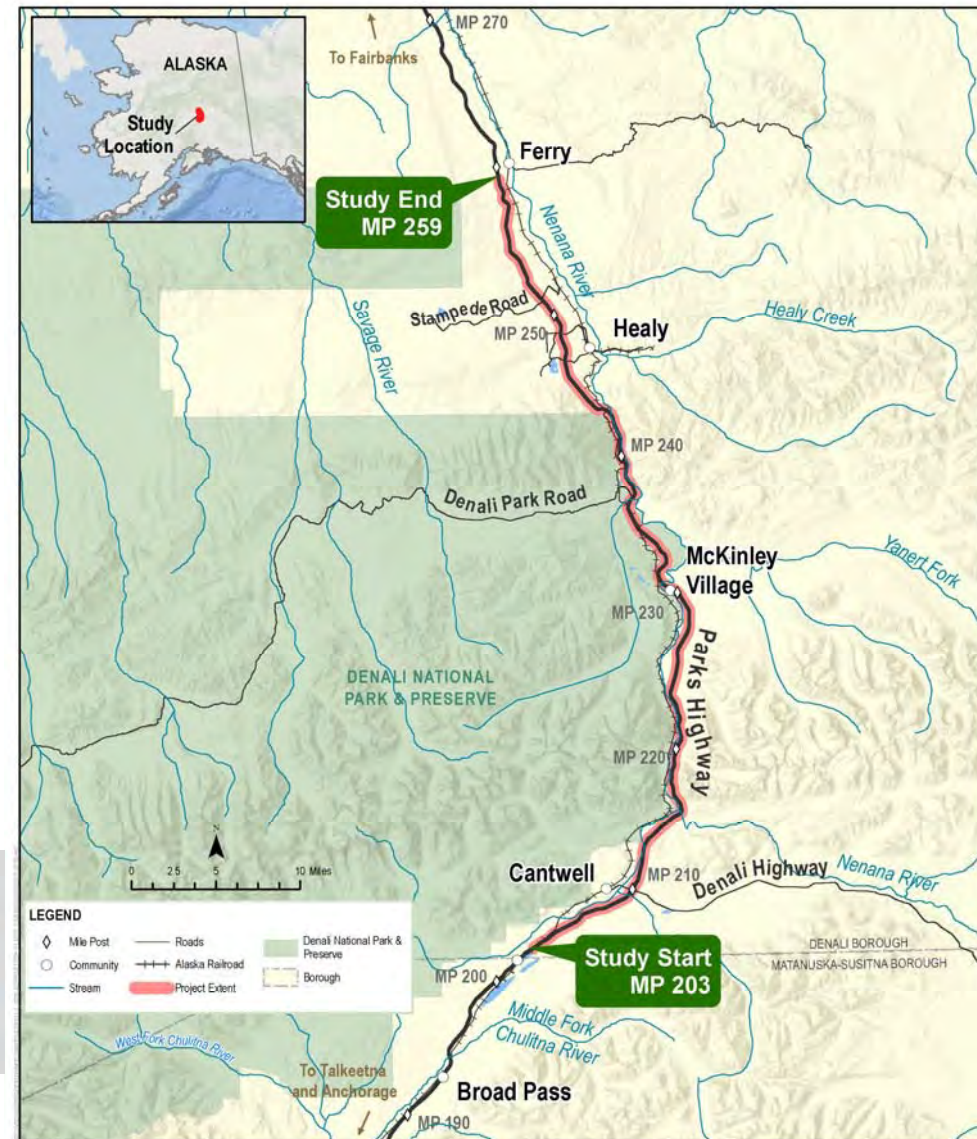 ALASKA
Study
Location
To Fairbanks
MP 270
Ferry
Study End
MP 259
Nenana River
Stampede Road
MP 250
Healy
Healy Creek
Savage River
MP 240
Denali Park Road
McKinley
Village
Yanert
Fork
MP 230
Parks Highway
DENALI NATIONAL
PARK & PRESERVE
MP 220
N
0 2.5 5 10 Miles
Cantwell
MP 210
Denali Highway
Nenana
River
LEGEND
Mile Post
Roads
Denali National Park &
Preserve
Community
Alaska Railroad
Borough
Stream
Project Extent
DENALI BOROUGH
MATANUSKA-SUSITNA BOROUGH
MP 200
Study Start
MP 203
Middle Fork
Chulitna River
West Fork Chulitna River
To Talkeetna
and Anchorage
Broad Pass
MP 190